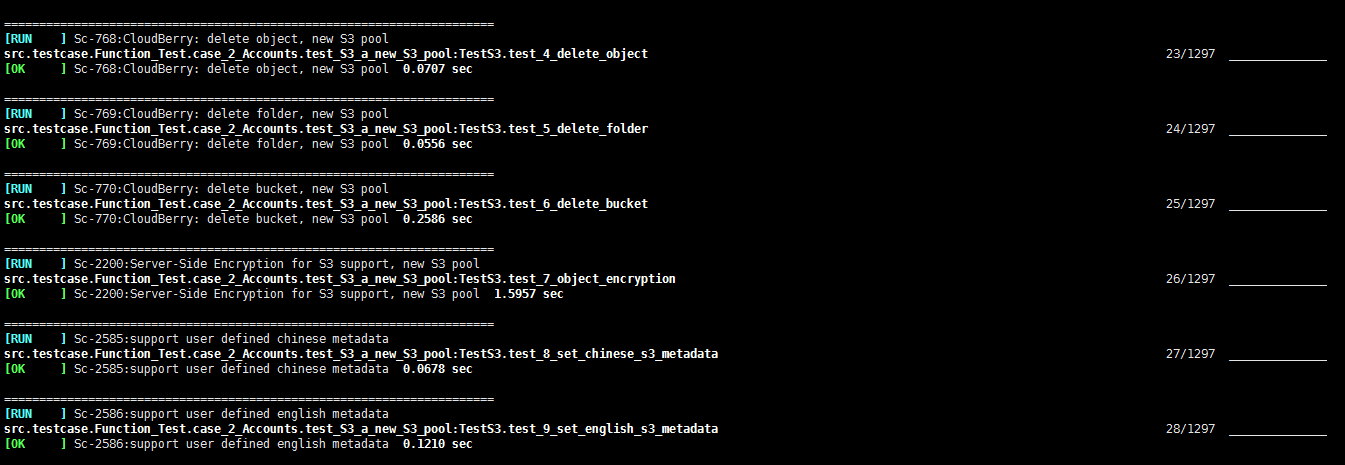 ======================================================================
[RUN    ] Sc-768:CloudBerry: delete object, new S3 pool
src.testcase.Function_Test.case_2_Accounts.test_S3_a_new_S3_pool:TestS3.test_4_delete_object 23/1297 ______________
[OK     ] Sc-768:CloudBerry: delete object, new S3 pool  0.0707 sec
======================================================================
[RUN    ] Sc-769:CloudBerry: delete folder, new S3 pool
src.testcase.Function_Test.case_2_Accounts.test_S3_a_new_S3_pool:TestS3.test_5_delete_folder 24/1297 ______________
[OK     ] Sc-769:CloudBerry: delete folder, new S3 pool  0.0556 sec
======================================================================
[RUN    ] Sc-770:CloudBerry: delete bucket, new S3 pool
src.testcase.Function_Test.case_2_Accounts.test_S3_a_new_S3_pool:TestS3.test_6_delete_bucket 25/1297 ______________
[OK     ] Sc-770:CloudBerry: delete bucket, new S3 pool  0.2586 sec
======================================================================
[RUN    ] Sc-2200:Server-Side Encryption for S3 support, new S3 pool
src.testcase.Function_Test.case_2_Accounts.test_S3_a_new_S3_pool:TestS3.test_7_object_encryption 26/1297 ______________
[OK     ] Sc-2200:Server-Side Encryption for S3 support, new S3 pool  1.5957 sec
======================================================================
[RUN    ] Sc-2585:support user defined chinese metadata
src.testcase.Function_Test.case_2_Accounts.test_S3_a_new_S3_pool:TestS3.test_8_set_chinese_s3_metadata 27/1297 ______________
[OK     ] Sc-2585:support user defined chinese metadata  0.0678 sec
======================================================================
[RUN    ] Sc-2586:support user defined english metadata
src.testcase.Function_Test.case_2_Accounts.test_S3_a_new_S3_pool:TestS3.test_9_set_english_s3_metadata 28/1297 ______________
[OK     ] Sc-2586:support user defined english metadata  0.1210 sec